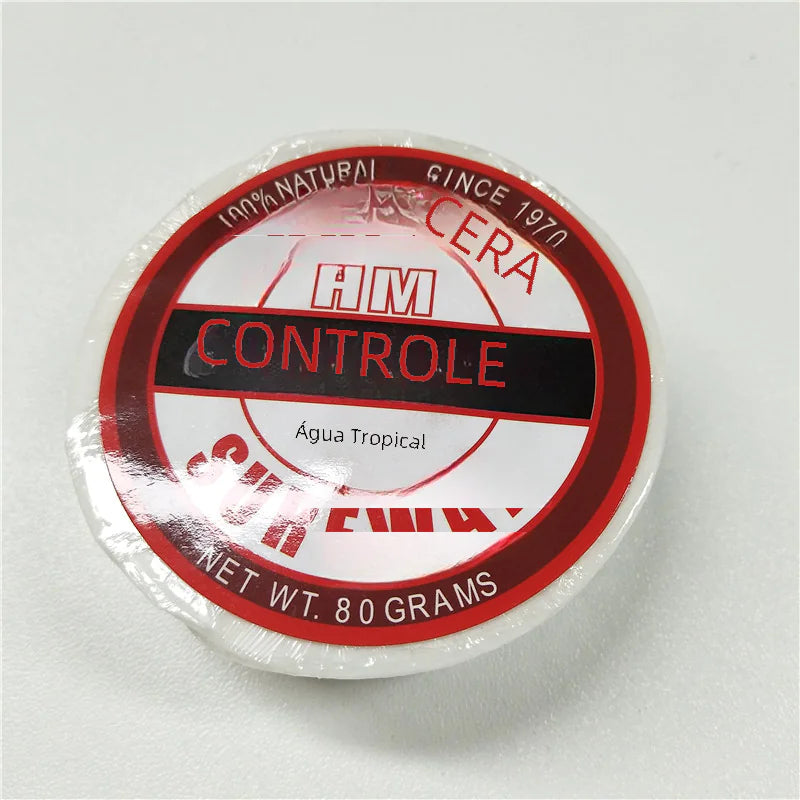 100% NATURAL
SINCE 1970
CERA
HM
CONTROLE
Água Tropical
NET WT. 80 GRAMS